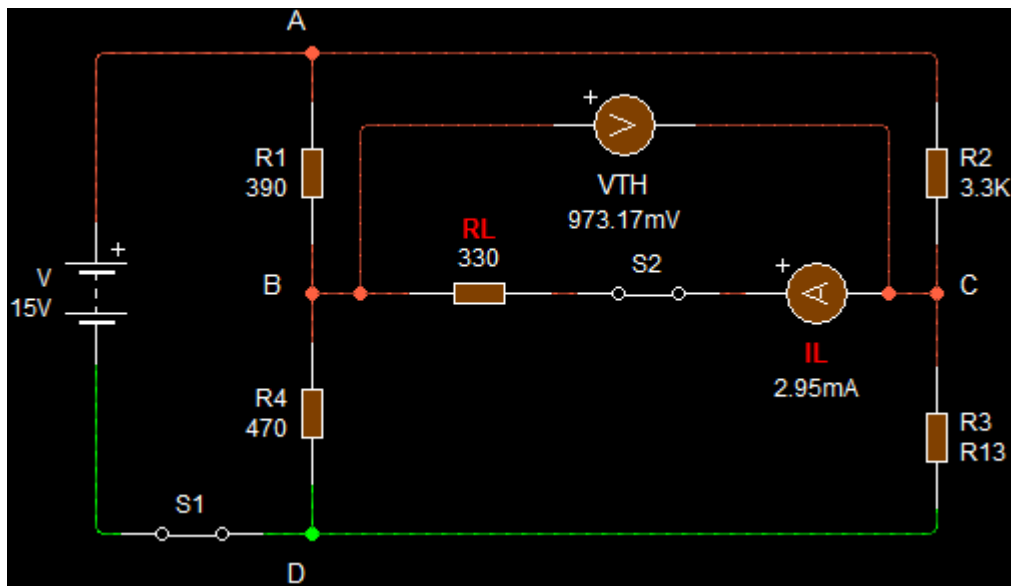 A
+
R1
390
VTH
973.17mV
R2
3.3K
RL
330
S2
+
V
15V
+
B
C
IL
2.95mA
R4
470
R3
R13
S1
D